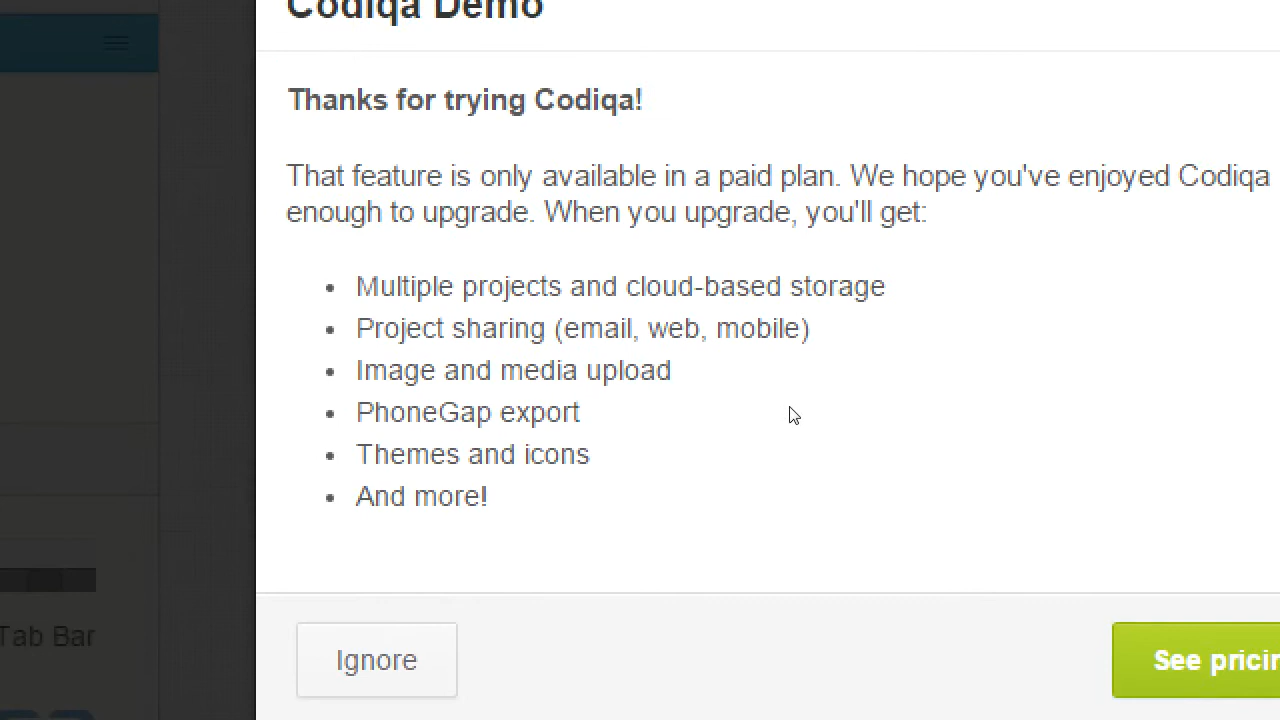 Codiqa Demo
Thanks for trying Codiqa!
That feature is only available in a paid plan. We hope you've enjoyed Codiqa
enough to upgrade. When you upgrade, you'll get:
• Multiple projects and cloud-based storage
• Project sharing (email, web, mobile)
• Image and media upload
• PhoneGap export
• Themes and icons
• And more!
Tab Bar
Ignore
See pricin